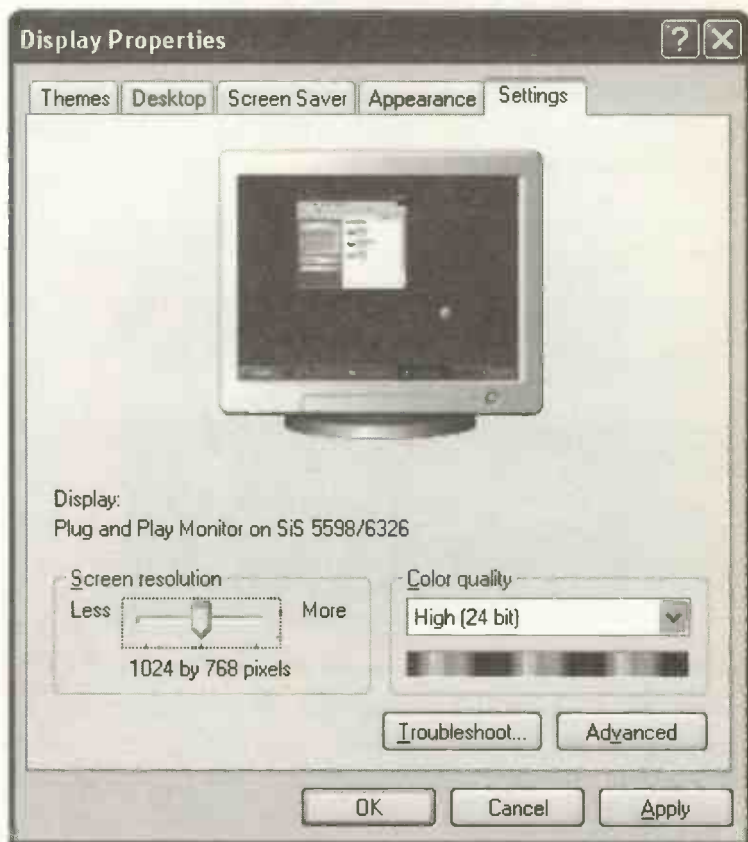 Display Properties
Themes Desktop Screen Saver Appearance Settings
Display:
Plug and Play Monitor on SiS 5598/6326
Screen resolution
Less More
1024 by 768 pixels
Color quality
High (24 bit)
Troubleshoot... Advanced
OK Cancel Apply